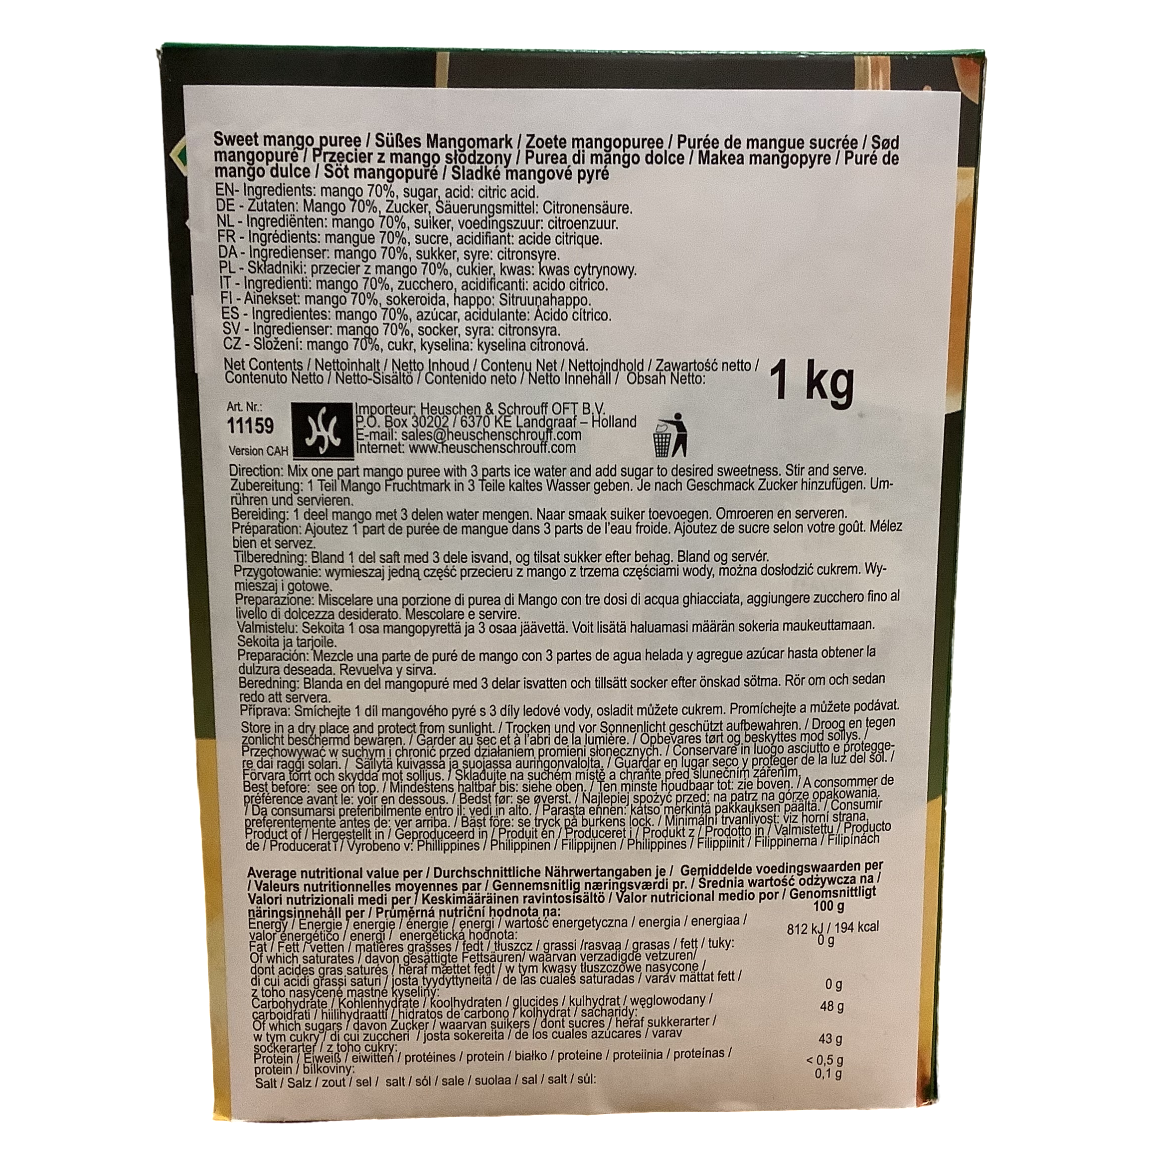 Sweet mango puree / Süßes Mangomark / Zoete mangopuree / Purée de mangue sucrée / Sød
mangopuré / Przecier z mango słodzony / Purea di mango dolce / Makea mangopyre / Puré de
mango dulce / Söt mangopuré / Sladké mangové pyré
EN- Ingredients: mango 70%, sugar, acid: citric acid.
DE - Zutaten: Mango 70%, Zucker, Säuerungsmittel: Citronensäure.
NL - Ingrediënten: mango 70%, suiker, voedingszuur: citroenzuur.
FR - Ingrédients: mangue 70%, sucre, acidifiant: acide citrique.
DA - Ingredienser: mango 70%, sukker, syre: citronsyre.
PL - Składniki: przecier z mango 70%, cukier, kwas: kwas cytrynowy.
IT - Ingredienti: mango 70%, zucchero, acidificanti: acido citrico.
FI - Ainekset: mango 70%, sokeroida, happo: Sitruunahappo.
ES - Ingredientes: mango 70%, azúcar, acidulante: Ácido cítrico.
SV - Ingredienser: mango 70%, socker, syra: citronsyra.
CZ - Složení: mango 70%, cukr, kyselina: kyselina citronová.
Net Contents / Nettoinhalt / Netto Inhoud / Contenu Net / Nettoindhold / Zawartość netto /
Contenuto Netto / Netto-Sisältö / Contenido neto / Netto Innehåll / Obsah Netto:
1 kg
Art. Nr.:
11159
Version CAH
Importeur: Heuschen & Schrouff OFT B.V.
P.O. Box 30202 / 6370 KE Landgraaf – Holland
E-mail: sales@heuschenschrouff.com
Internet: www.heuschenschrouff.com
Direction: Mix one part mango puree with 3 parts ice water and add sugar to desired sweetness. Stir and serve.
Zubereitung: 1 Teil Mango Fruchtmark in 3 Teile kaltes Wasser geben. Je nach Geschmack Zucker hinzufügen. Um-
rühren und servieren.
Bereiding: 1 deel mango met 3 delen water mengen. Naar smaak suiker toevoegen. Omroeren en serveren.
Préparation: Ajoutez 1 part de purée de mangue dans 3 parts de l'eau froide. Ajoutez de sucre selon votre goût. Mélez
bien et servez.
Tilberedning: Bland 1 del saft med 3 dele isvand, og tilsat sukker efter behag. Bland og servér.
Przygotowanie: wymieszaj jedną część przecieru z mango z trzema częściami wody, można dosłodzić cukrem. Wy-
mieszaj i gotowe.
Preparazione: Miscelare una porzione di purea di Mango con tre dosi di acqua ghiacciata, aggiungere zucchero fino al
livello di dolcezza desiderato. Mescolare e servire.
Valmistelu: Sekoita 1 osa mangopyrettä ja 3 osaa jäävettä. Voit lisätä haluamasi määrän sokeria maukeuttamaan.
Sekoita ja tarjoile.
Preparación: Mezcle una parte de puré de mango con 3 partes de agua helada y agregue azúcar hasta obtener la
dulzura deseada. Revuelva y sirva.
Beredning: Blanda en del mangopuré med 3 delar isvatten och tillsätt socker efter önskad sötma. Rör om och sedan
redo att servera.
Příprava: Smíchejte 1 díl mangového pyré s 3 díly ledové vody, osladit můžete cukrem. Promíchejte a můžete podávat.
Store in a dry place and protect from sunlight. / Trocken und vor Sonnenlicht geschützt aufbewahren. / Droog en tegen
zonlicht beschermd bewaren. / Garder au sec et à l'abri de la lumière. / Opbevares tørt og beskyttes mod sollys. /
Przechowywać w suchym i chronić przed działaniem promieni słonecznych. / Conservare in luogo asciutto e protegge-
re dai raggi solari. / Säilytä kuivassa ja suojassa auringonvalolta. / Guardar en lugar seco y proteger de la luz del sol. /
Förvara torrt och skydda mot solljus. / Skladujte na suchém místě a chraňte před slunečním zářením.
Best before: see on top. / Mindestens haltbar bis: siehe oben. / Ten minste houdbaar tot: zie boven. / A consommer de
préférence avant le: voir en dessous. / Bedst før: se øverst. / Najlepiej spożyć przed: na patrz na górze opakowania.
/ Da consumarsi preferibilmente entro il: vedi in alto. / Parasta ennen: katso merkintä pakkauksen päältä. / Consumir
preferentemente antes de: ver arriba. / Bäst före: se tryck på burkens lock. / Minimální trvanlivost: viz horní strana.
Product of / Hergestellt in / Geproduceerd in / Produit en / Produceret i / Produkt z / Prodotto in / Valmistettu / Producto
de / Producerat i / Vyrobeno v: Phillippines / Philippinen / Filippijnen / Philippines / Filippiinit / Filippinerna / Filipínách
Average nutritional value per / Durchschnittliche Nährwertangaben je / Gemiddelde voedingswaarden per
/ Valeurs nutritionnelles moyennes par / Gennemsnitlig næringsværdi pr. / Średnia wartość odżywcza na /
Valori nutrizionali medi per / Keskimääräinen ravintosisältö / Valor nutricional medio por / Genomsnittligt
näringsinnehåll per / Průměrná nutriční hodnota na: 100 g
Energy / Energie / energie / énergie / energi / wartość energetyczna / energia / energiaa /
valor energético / energi / energetická hodnota: 812 kJ / 194 kcal
Fat / Fett / vetten / matières grasses / fedt / tłuszcz / grassi /rasvaa / grasas / fett / tuky: 0 g
Of which saturates / davon gesättigte Fettsäuren/ waarvan verzadigde vetzuren/
dont acides gras saturés / heraf mættet fedt / w tym kwasy tłuszczowe nasycone /
di cui acidi grassi saturi / josta tyydyttyneitä / de las cuales saturadas / varav mättat fett /
z toho nasycené mastné kyseliny: 0 g
Carbohydrate / Kohlenhydrate / koolhydraten / glucides / kulhydrat / węglowodany /
carboidrati / hiilihydraatti / hidratos de carbono / kolhydrat / sacharidy: 48 g
Of which sugars / davon Zucker / waarvan suikers / dont sucres / heraf sukkerarter /
w tym cukry / di cui zuccheri / josta sokereita / de los cuales azúcares / varav
sockerarter / z toho cukry: 43 g
Protein / Eiweiß / eiwitten / protéines / protein / białko / proteine / proteiinia / proteínas /
protein / bílkoviny: < 0,5 g
Salt / Salz / zout / sel / salt / sól / sale / suolaa / sal / salt / sůl: 0,1 g